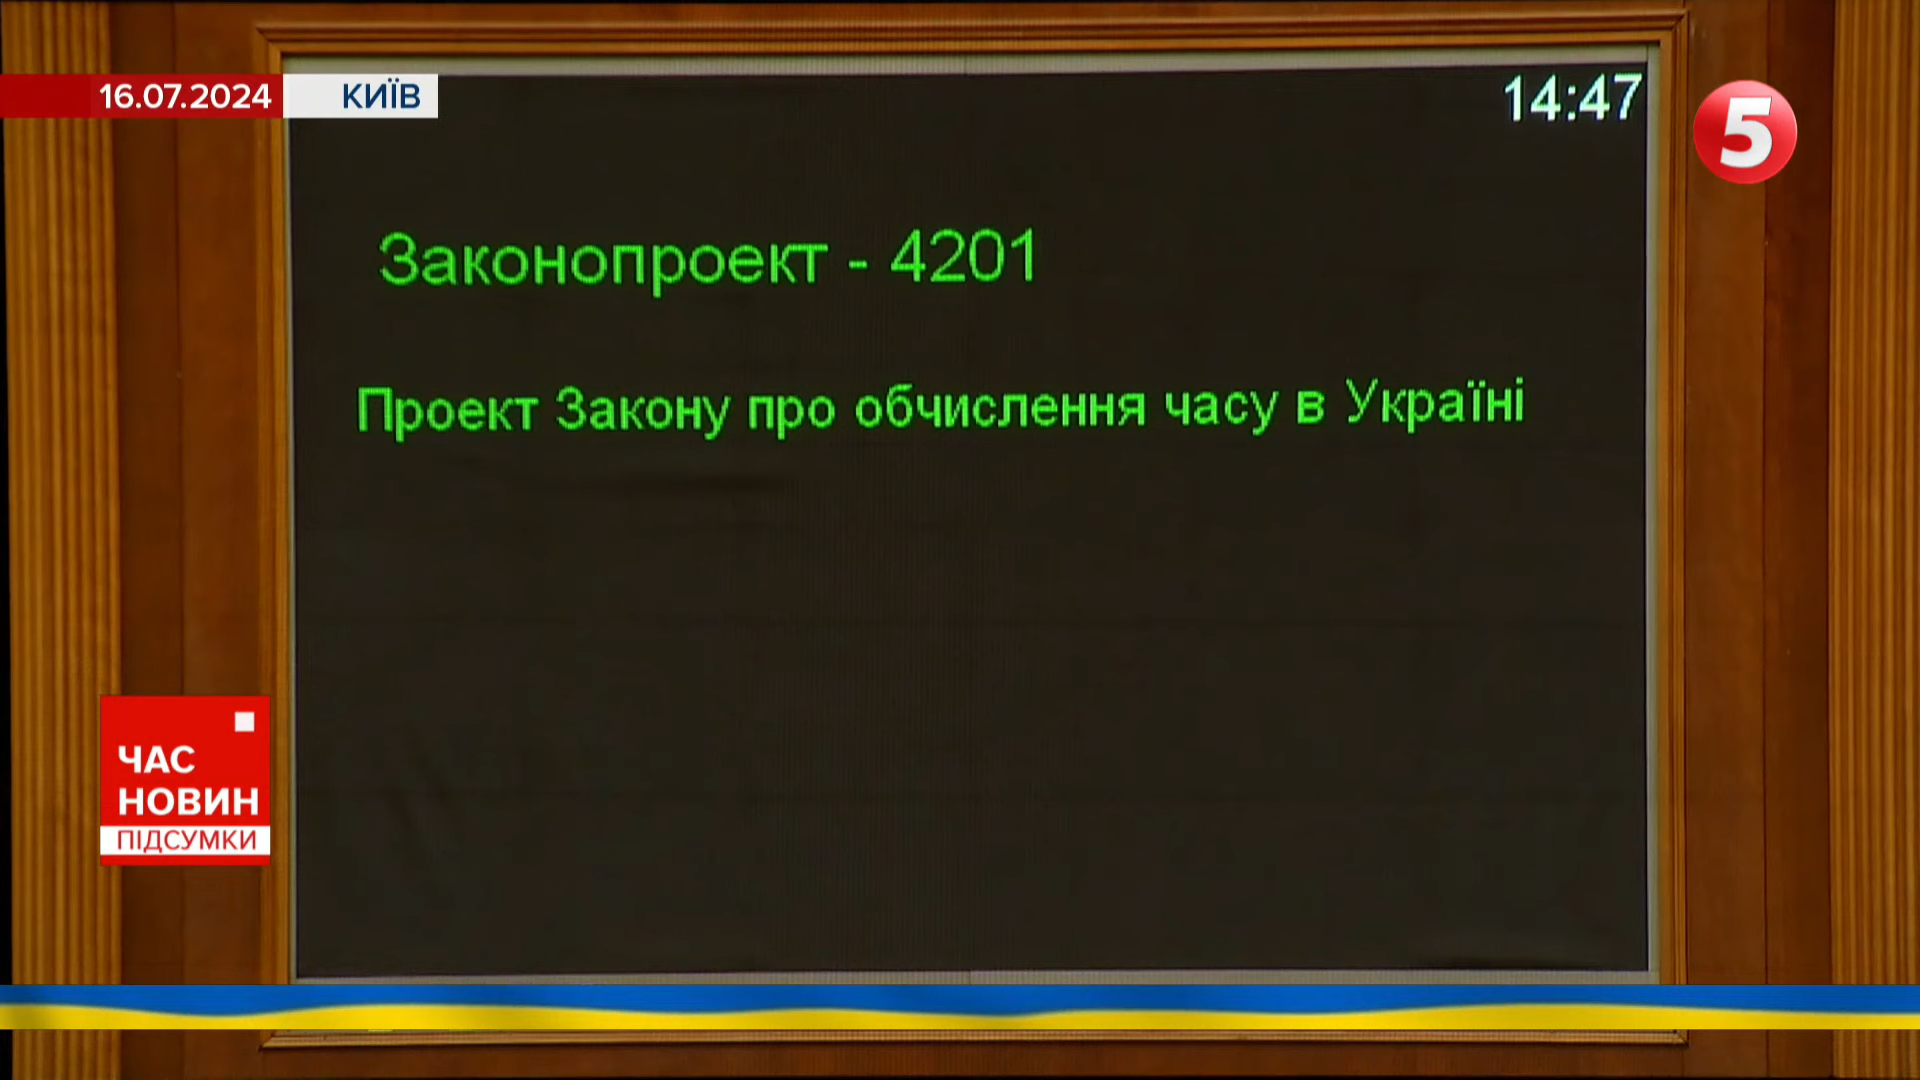 16.07.2024 КИЇВ
14:47
5
Законопроект - 4201
Проект Закону про обчислення часу в Україні
ЧАС
НОВИН
ПІДСУМКИ